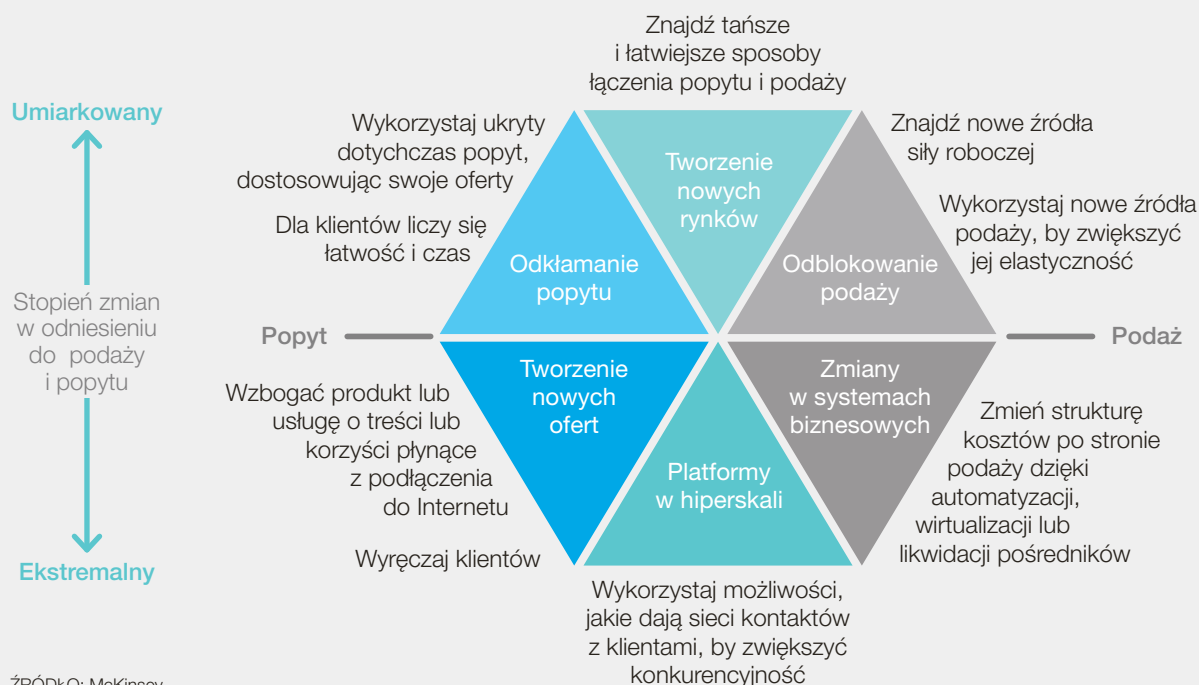 Znajdź tańsze
i łatwiejsze sposoby
łączenia popytu i podaży
Umiarkowany
Stopień zmian
w odniesieniu
do podaży
i popytu
Ekstremalny
Wykorzystaj ukryty
dotychczas popyt,
dostosowując swoje oferty
Dla klientów liczy się
łatwość i czas
Tworzenie
nowych
rynków
Znajdź nowe źródła
siły roboczej
Wykorzystaj nowe źródła
podaży, by zwiększyć
jej elastyczność
Odkłamanie
popytu
Odblokowanie
podaży
Popyt
Podaż
Wzbogać produkt lub
usługę o treści lub
korzyści płynące
z podłączenia
do Internetu
Wyręczaj klientów
Tworzenie
nowych
ofert
Zmiany
w systemach
biznesowych
Platformy
w hiperskali
Zmień strukturę
kosztów po stronie
podaży dzięki
automatyzacji,
wirtualizacji lub
likwidacji pośredników
Wykorzystaj możliwości,
jakie dają sieci kontaktów
z klientami, by zwiększyć
konkurencyjność
ŹRÓDŁO: McKinsey